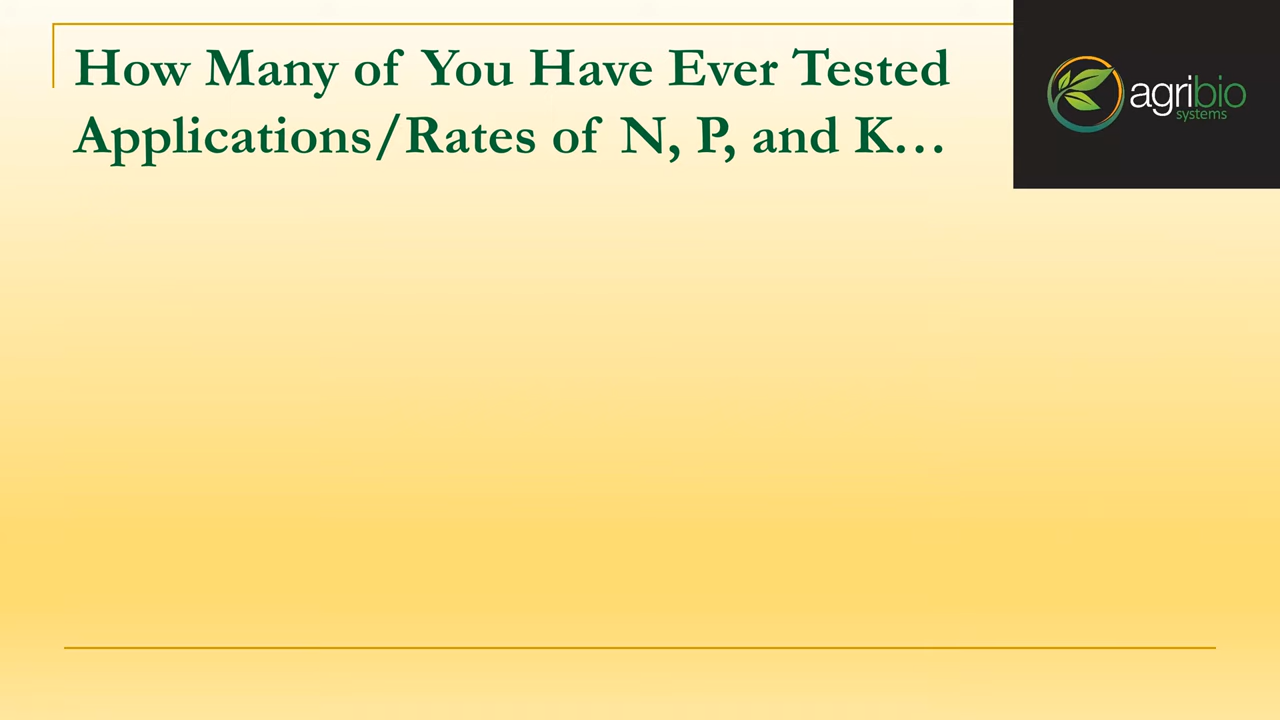 How Many of You Have Ever Tested
Applications/Rates of N, P, and K…
agribio
systems